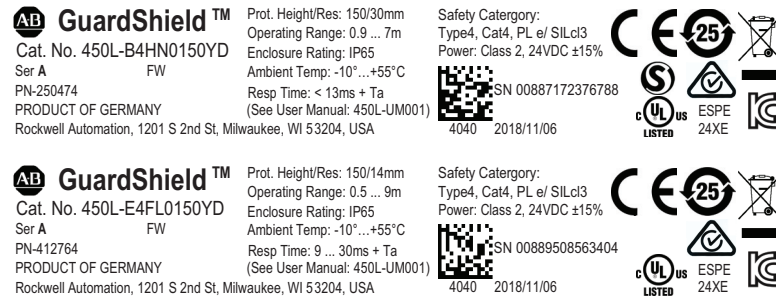 AB GuardShield™
Cat. No. 450L-B4HN0150YD
Ser A FW
PN-250474
PRODUCT OF GERMANY
Rockwell Automation, 1201 S 2nd St, Milwaukee, WI 53204, USA
Prot. Height/Res: 150/30mm
Operating Range: 0.9 ... 7m
Enclosure Rating: IP65
Ambient Temp: -10°...+55°C
Resp Time: < 13ms + Ta
(See User Manual: 450L-UM001)
Safety Catergory:
Type4, Cat4, PL e/ SILcl3
Power: Class 2, 24VDC ±15%
SN 00887172376788
4040 2018/11/06
CE 25
S
C UL US LISTED
ESPE
24XE
AB GuardShield™
Cat. No. 450L-E4FL0150YD
Ser A FW
PN-412764
PRODUCT OF GERMANY
Rockwell Automation, 1201 S 2nd St, Milwaukee, WI 53204, USA
Prot. Height/Res: 150/14mm
Operating Range: 0.5 ... 9m
Enclosure Rating: IP65
Ambient Temp: -10°...+55°C
Resp Time: 9 ... 30ms + Ta
(See User Manual: 450L-UM001)
Safety Catergory:
Type4, Cat4, PL e/ SILcl3
Power: Class 2, 24VDC ±15%
SN 00889508563404
4040 2018/11/06
CE 25
C UL US LISTED
ESPE
24XE